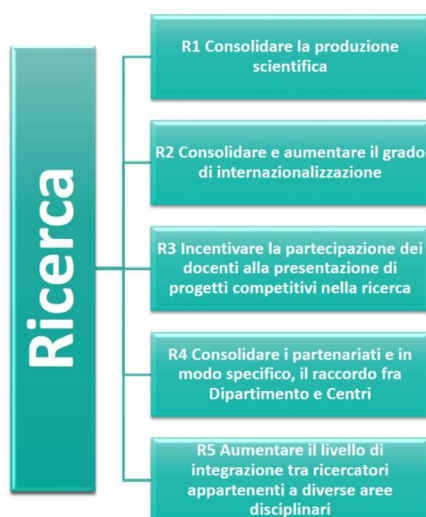 Ricerca
R1 Consolidare la produzione
scientifica
R2 Consolidare e aumentare il grado
di internazionalizzazione
R3 Incentivare la partecipazione dei
docenti alla presentazione di
progetti competitivi nella ricerca
R4 Consolidare i partenariati e in
modo specifico, il raccordo fra
Dipartimento e Centri
R5 Aumentare il livello di
integrazione tra ricercatori
appartenenti a diverse aree
disciplinari